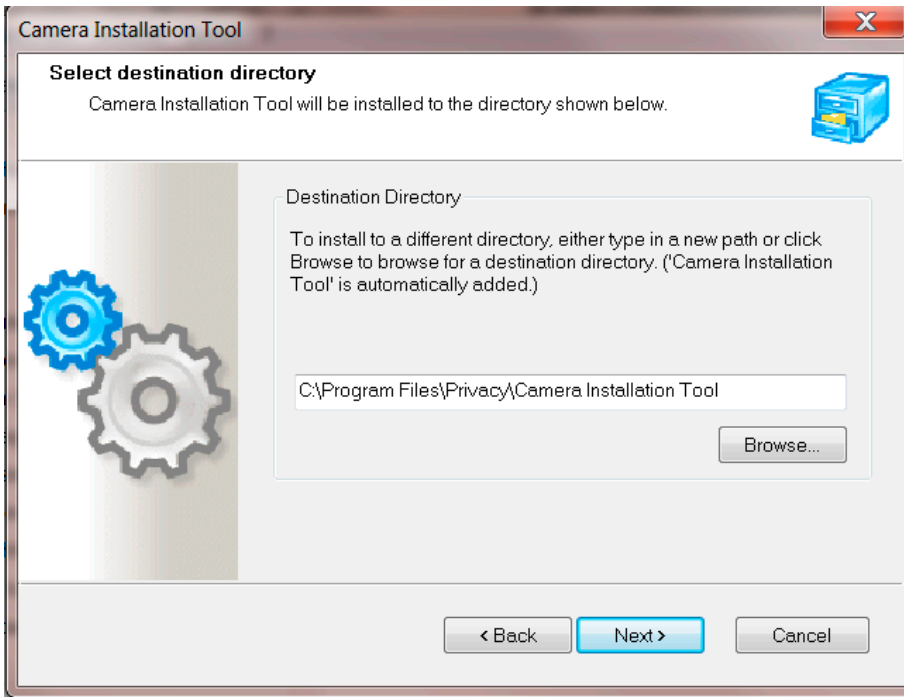 Camera Installation Tool
Select destination directory
Camera Installation Tool will be installed to the directory shown below.
Destination Directory
To install to a different directory, either type in a new path or click
Browse to browse for a destination directory. ('Camera Installation
Tool' is automatically added.)
C:\Program Files\Privacy\Camera Installation Tool
Browse...
< Back
Next >
Cancel